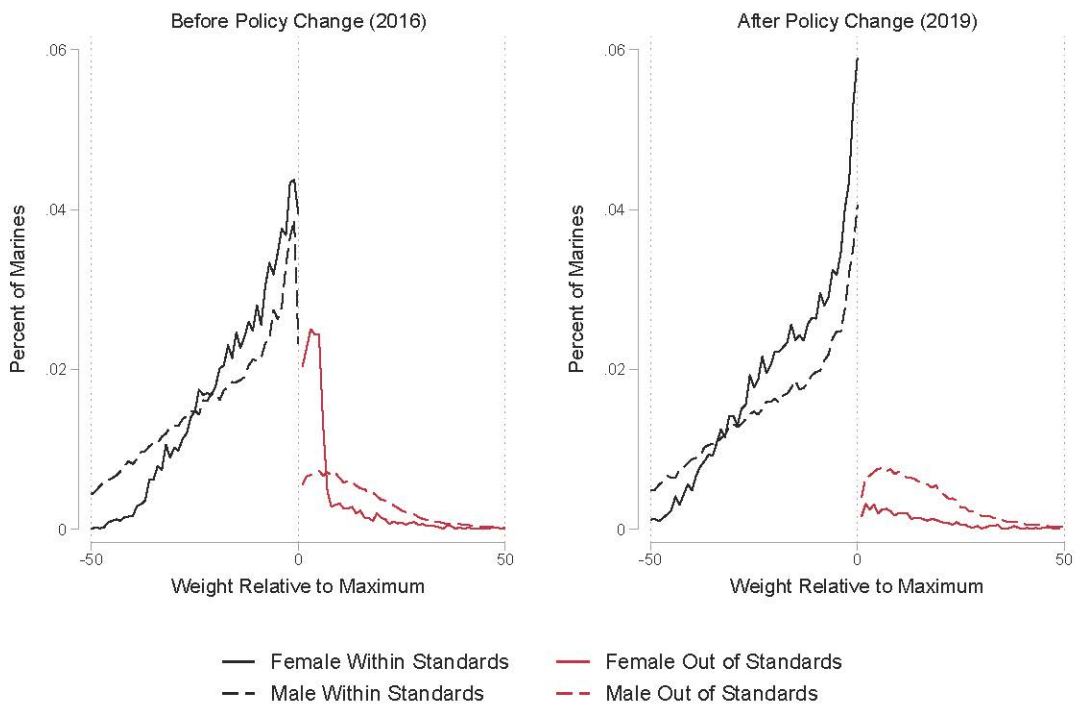 Before Policy Change (2016)
After Policy Change (2019)
Percent of Marines
.06
.04
.02
0
-50
0
50
Weight Relative to Maximum
Percent of Marines
.06
.04
.02
0
-50
0
50
Weight Relative to Maximum
Female Within Standards
Female Out of Standards
Male Within Standards
Male Out of Standards